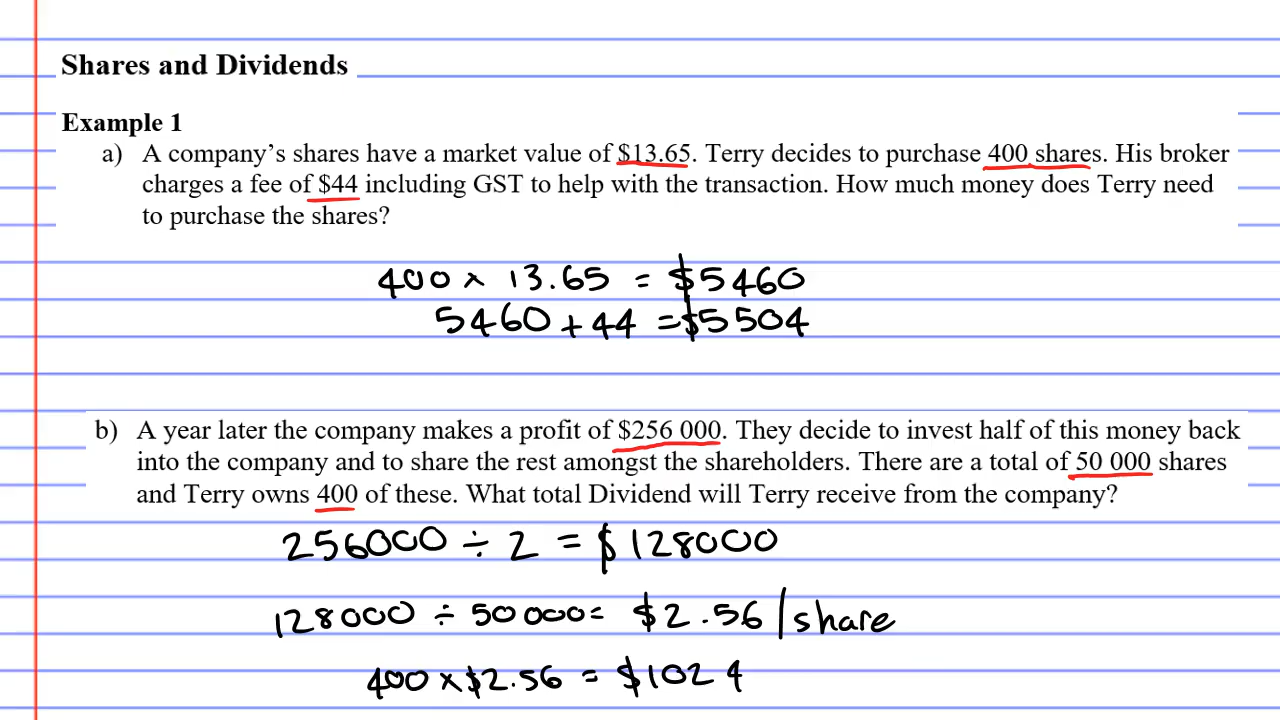 Shares and Dividends
Example 1
a) A company's shares have a market value of $13.65. Terry decides to purchase 400 shares. His broker
charges a fee of $44 including GST to help with the transaction. How much money does Terry need
to purchase the shares?
400 × 13.65 = $5460
5460 + 44 = $5504
b) A year later the company makes a profit of $256 000. They decide to invest half of this money back
into the company and to share the rest amongst the shareholders. There are a total of 50 000 shares
and Terry owns 400 of these. What total Dividend will Terry receive from the company?
256000 ÷ 2 = $128000
128000 ÷ 50000 = $2.56 / share
400 × $2.56 = $1024